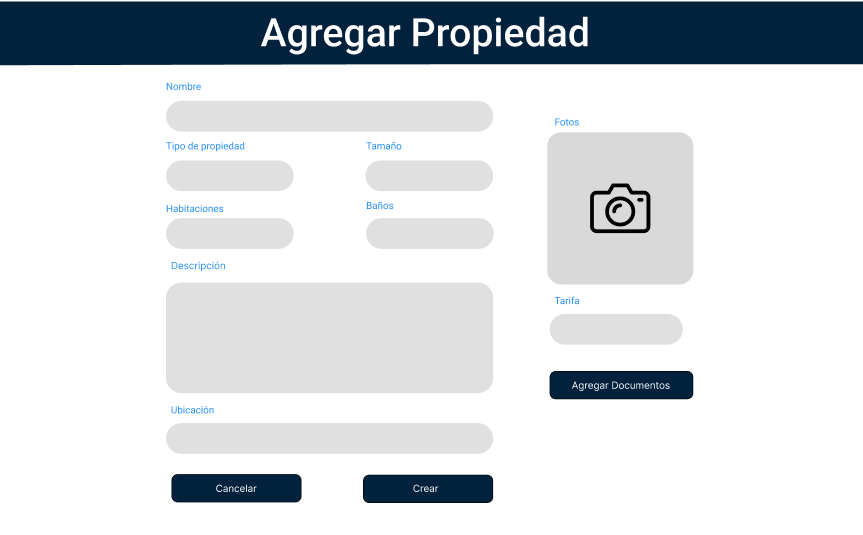 Agregar Propiedad
Nombre
Tipo de propiedad
Tamaño
Habitaciones
Baños
Descripción
Ubicación
Cancelar
Crear
Fotos
Tarifa
Agregar Documentos